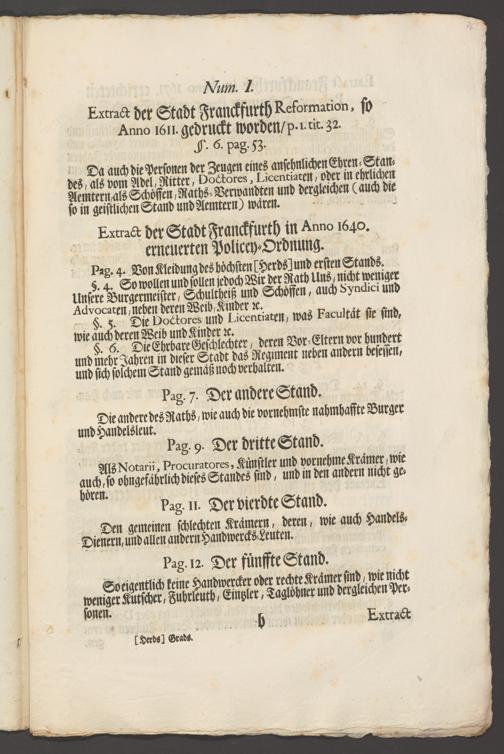 Num. I.
Extract der Stadt Franckfurth Reformation, so
Anno 1611. gedruckt worden/p. 1. tit. 32.
§. 6. pag. 53.
Da auch die Personen der Zeugen eines ansehnlichen Ehren-Stan-
des, als vom Adel, Ritter, Doctores, Licentiaten, oder in ehrlichen
Aemtern, als Schöffen, Raths-Verwandten und dergleichen (auch die
so in geistlichen Stand und Aemtern) wären.
Extract der Stadt Franckfurth in Anno 1640.
erneuerten Policey-Ordnung.
Pag. 4. Von Kleidung des höchsten [Herds] und ersten Stands.
§. 4. So wollen und sollen jedoch Wir der Rath Uns, nicht weniger
Unsere Burgermeister, Schultheiß und Schöffen, auch Syndici und
Advocaten, neben deren Weib, Kinder ꝛc.
§. 5. Die Doctores und Licentiaten, was Facultät sie sind,
wie auch deren Weib und Kinder ꝛc.
§. 6. Die Ehrbare Geschlechter, deren Vor-Eltern vor hundert
und mehr Jahren in dieser Stadt das Regiment neben andern besessen,
und sich solchem Stand gemäß noch verhalten.
Pag. 7. Der andere Stand.
Die andere des Raths, wie auch die vornehmste nahmhaffte Burger
und Handelsleut.
Pag. 9. Der dritte Stand.
Als Notarii, Procuratores, Künstler und vornehme Krämer, wie
auch, so ohngefährlich dieses Standes sind, und in den andern nicht ge-
hören.
Pag. 11. Der vierdte Stand.
Den gemeinen schlechten Krämern, deren, wie auch Handels-
Dienern, und allen andern Handwercks-Leuten.
Pag. 12. Der fünffte Stand.
So eigentlich keine Handwercker oder rechte Krämer sind, wie nicht
weniger Kutscher, Fuhrleuth, Eintzler, Taglöhner und dergleichen Per-
sonen.
b Extract
[Herds] Grads.